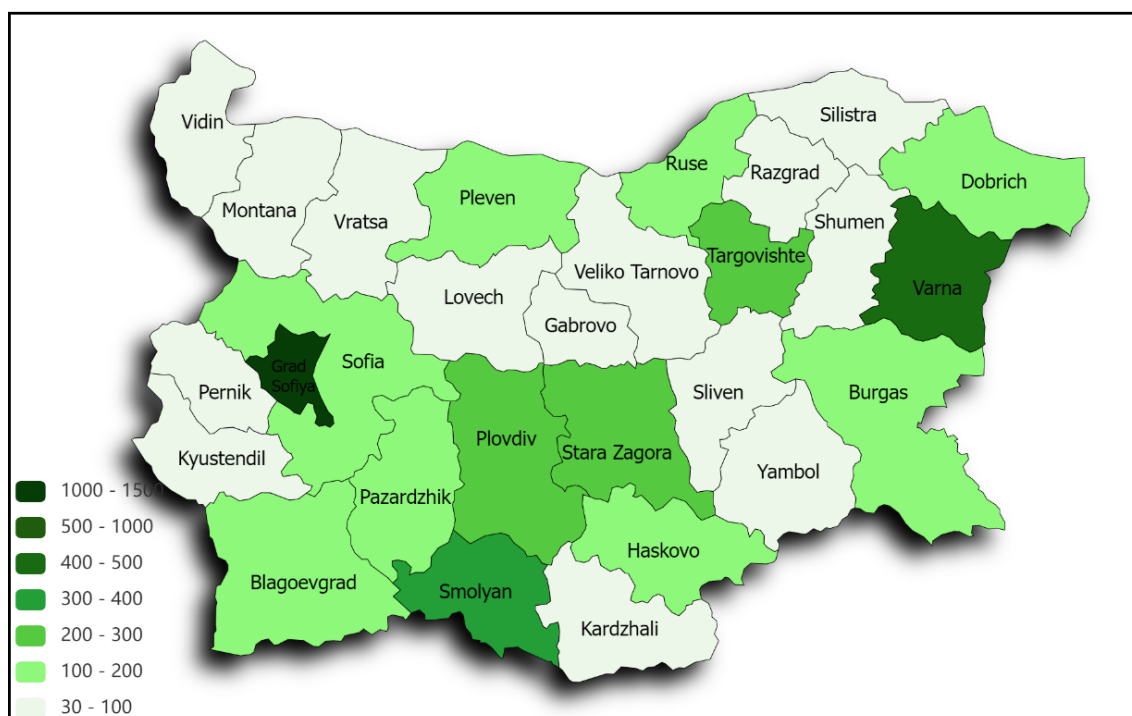 Vidin
Montana
Vratsa
Pleven
Ruse
Silistra
Razgrad
Dobrich
Shumen
Targovishte
Varna
Veliko Tarnovo
Lovech
Gabrovo
Grad
Sofiya
Sofia
Pernik
Kyustendil
Plovdiv
Stara Zagora
Sliven
Burgas
Yambol
Pazardzhik
Haskovo
Blagoevgrad
Smolyan
Kardzhali
1000 - 1500
500 - 1000
400 - 500
300 - 400
200 - 300
100 - 200
30 - 100